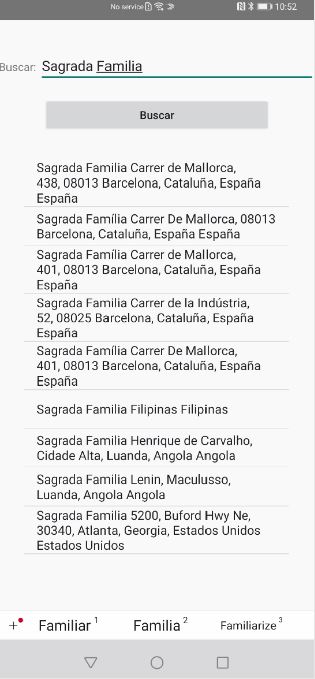 No service
10:52
Buscar: Sagrada Familia
Buscar
Sagrada Familia Carrer de Mallorca,
438, 08013 Barcelona, Cataluña, España
España
Sagrada Família Carrer De Mallorca, 08013
Barcelona, Cataluña, España España
Sagrada Família Carrer de Mallorca,
401, 08013 Barcelona, Cataluña, España
España
Sagrada Familia Carrer de la Indústria,
52, 08025 Barcelona, Cataluña, España
España
Sagrada Família Carrer De Mallorca,
401, 08013 Barcelona, Cataluña, España
España
Sagrada Familia Filipinas Filipinas
Sagrada Familia Henrique de Carvalho,
Cidade Alta, Luanda, Angola Angola
Sagrada Familia Lenin, Maculusso,
Luanda, Angola Angola
Sagrada Familia 5200, Buford Hwy Ne,
30340, Atlanta, Georgia, Estados Unidos
Estados Unidos
+ Familiar 1 Familia 2 Familiarize 3